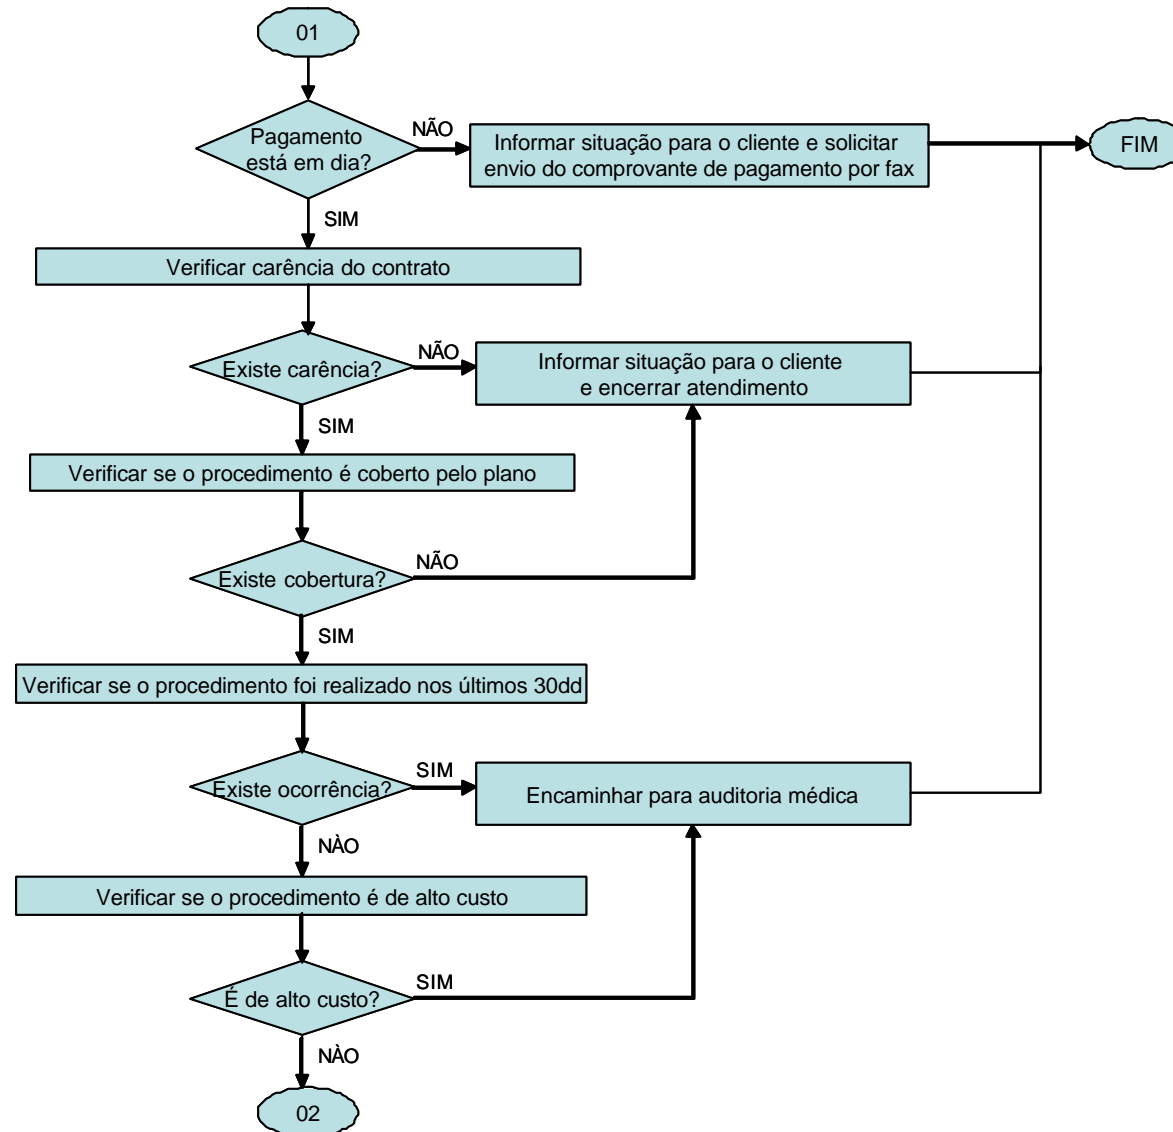 01
Pagamento
está em dia?
NÃO
Informar situação para o cliente e solicitar
envio do comprovante de pagamento por fax
FIM
SIM
Verificar carência do contrato
Existe carência?
NÃO
Informar situação para o cliente
e encerrar atendimento
SIM
Verificar se o procedimento é coberto pelo plano
Existe cobertura?
NÃO
SIM
Verificar se o procedimento foi realizado nos últimos 30dd
Existe ocorrência?
SIM
Encaminhar para auditoria médica
NÀO
Verificar se o procedimento é de alto custo
É de alto custo?
SIM
NÀO
02